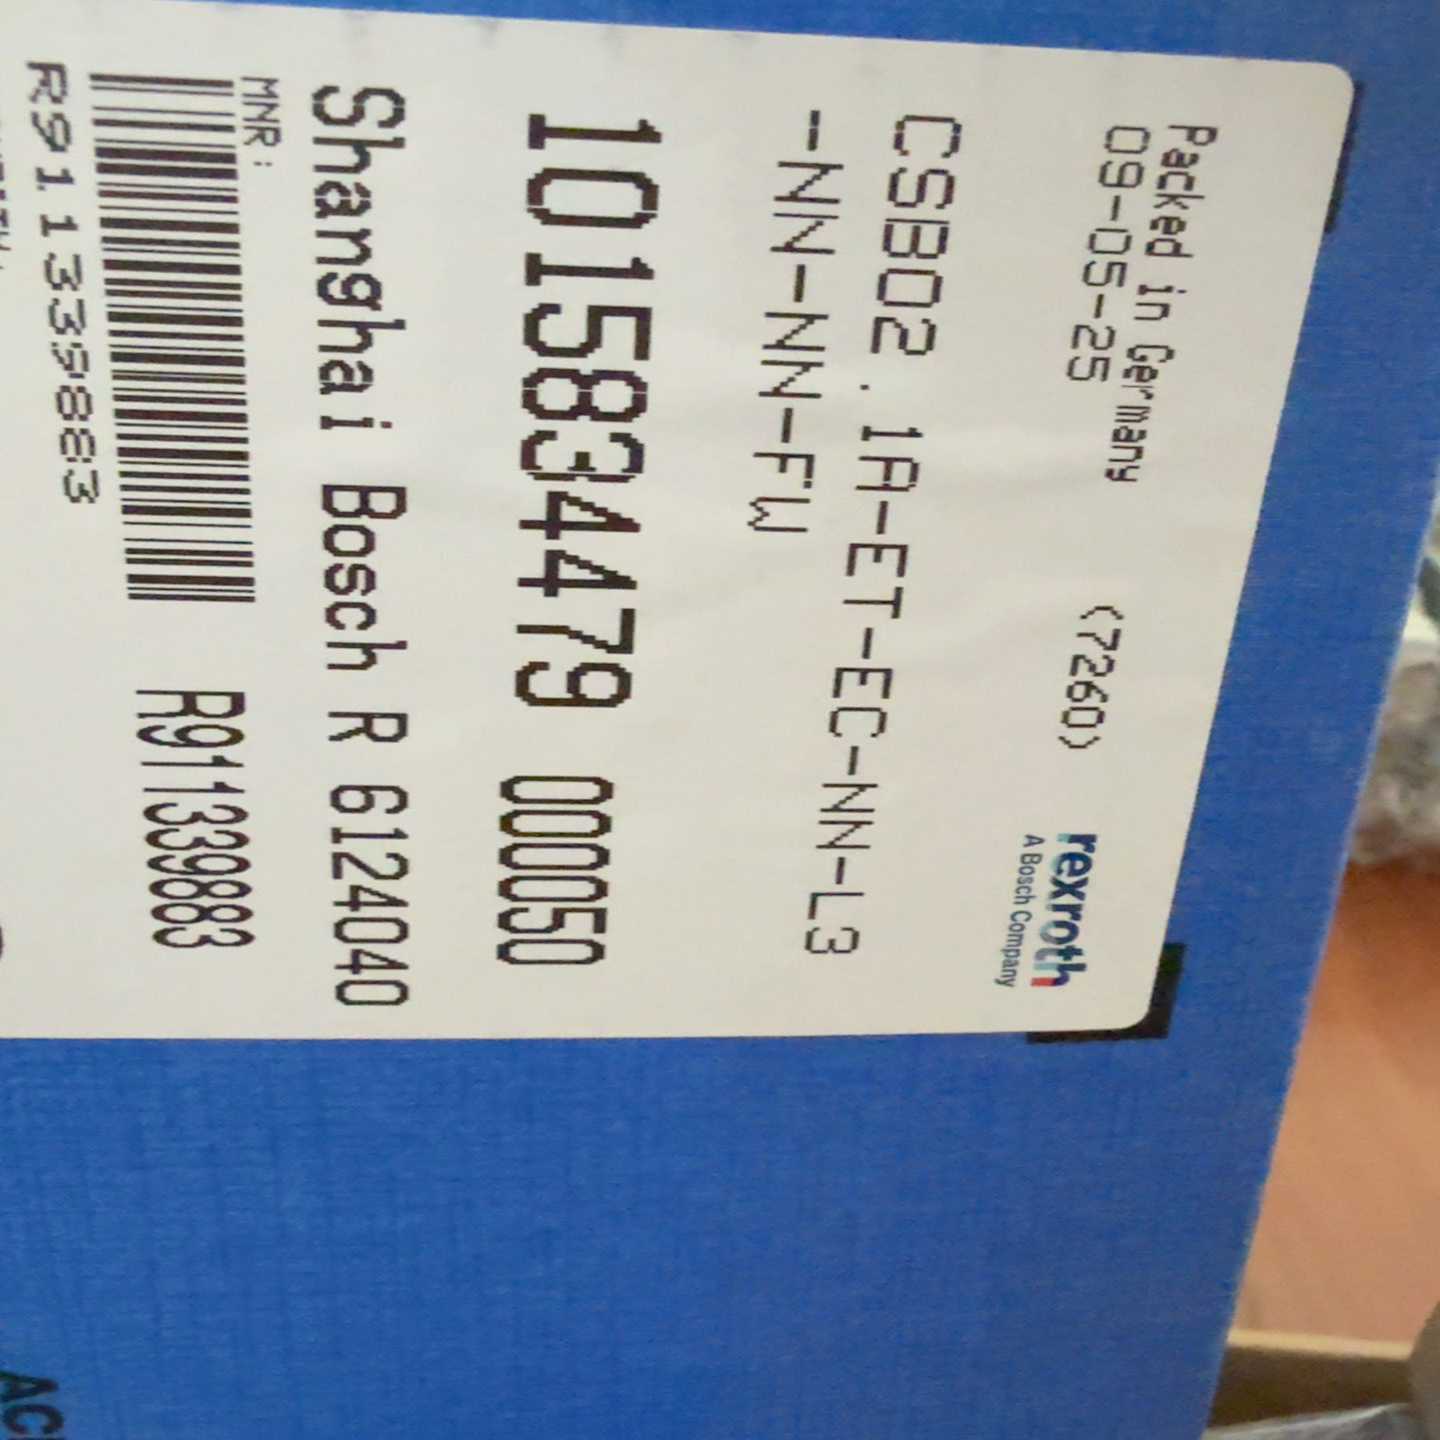 Packed in Germany
09-05-25 (7260)
rexroth
A Bosch Company
CSB02.1A-ET-EC-NN-L3
--NN-NN-FW
1015834479 000050
Shanghai Bosch R 6124040
MNR:
R911339883
R911339883